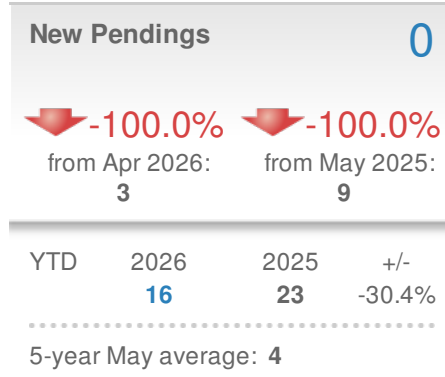 New Pendings 0
-100.0% -100.0%
from Apr 2026: from May 2025:
3 9
YTD 2026 2025 +/-
16 23 -30.4%
5-year May average: 4